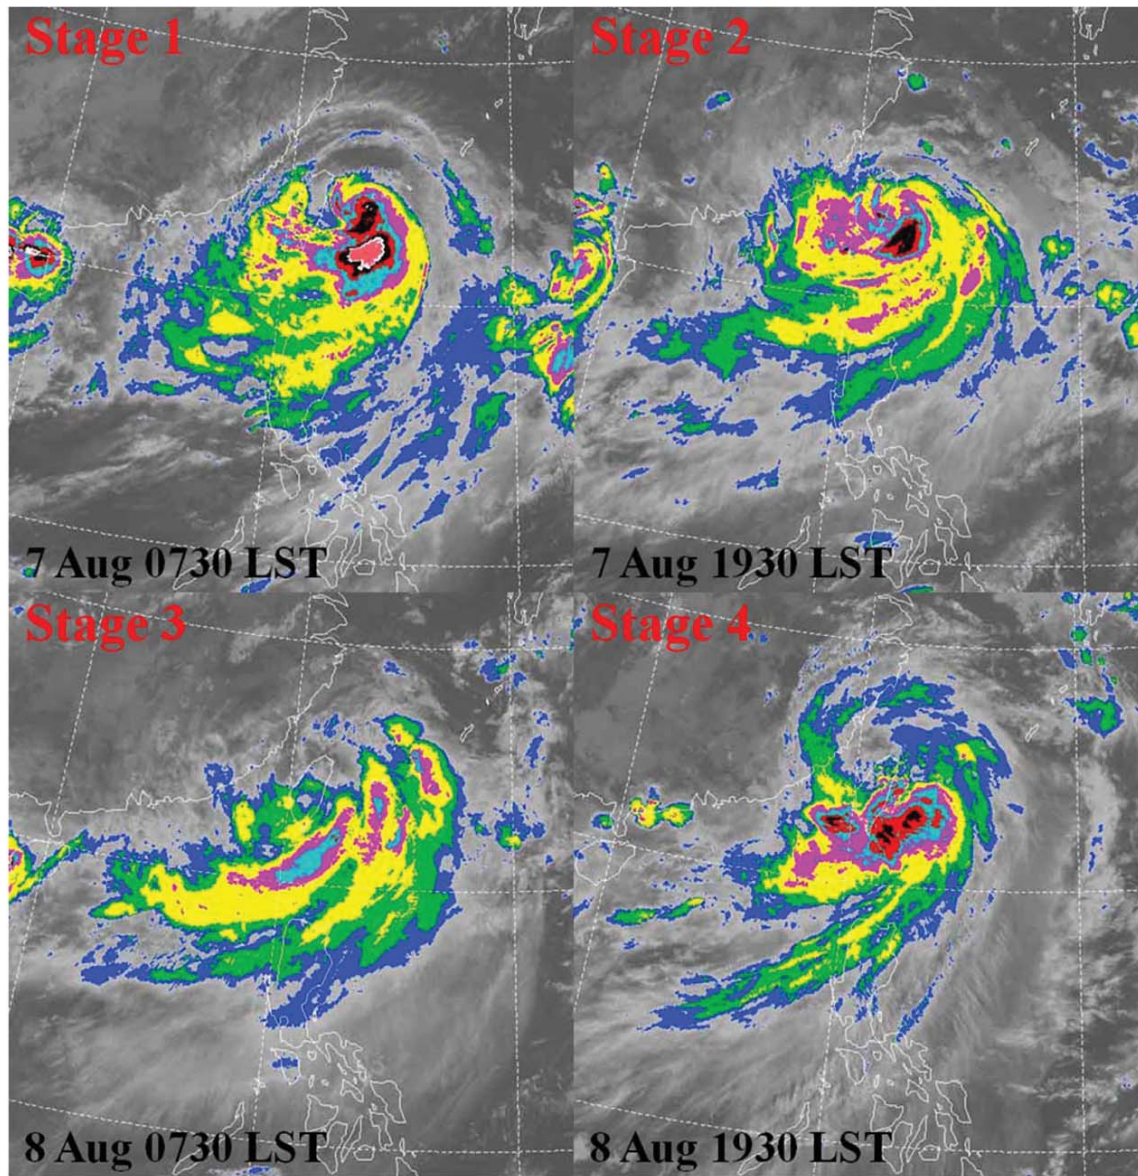 Stage 1
Stage 2
7 Aug 0730 LST
7 Aug 1930 LST
Stage 3
Stage 4
8 Aug 0730 LST
8 Aug 1930 LST